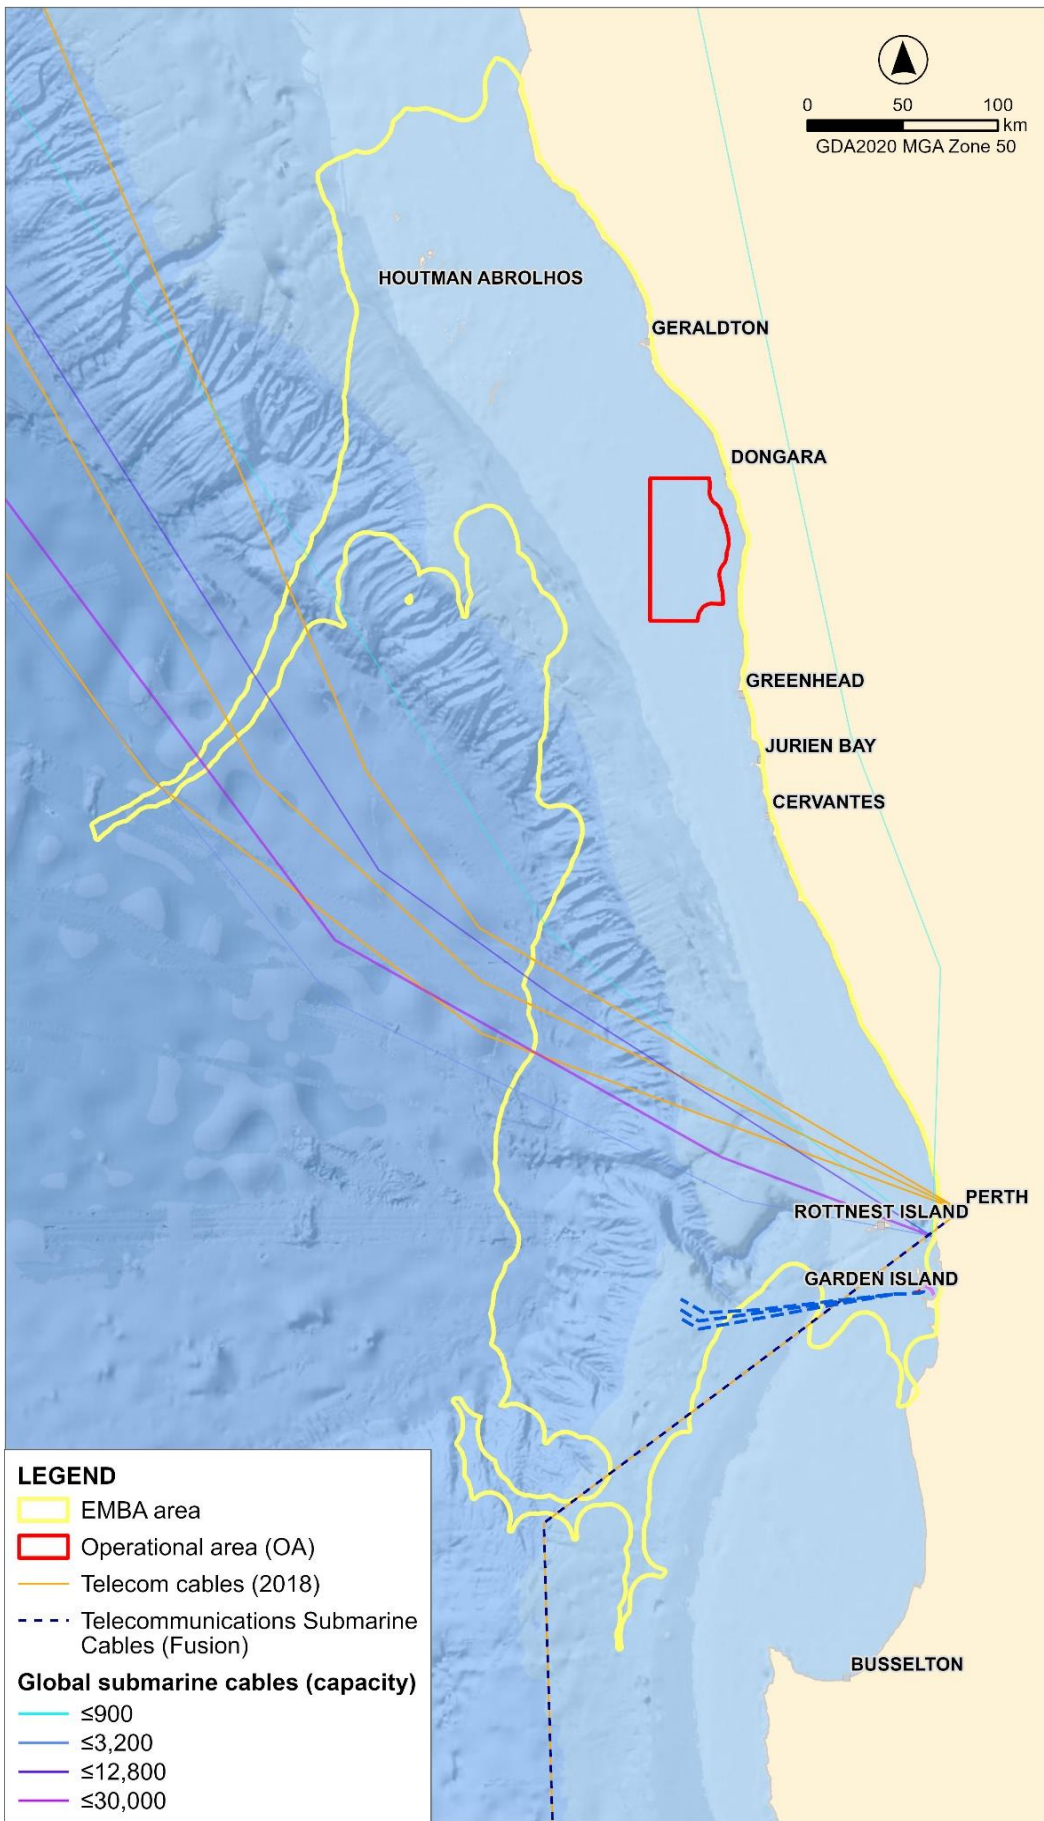 0 50 100
km
GDA2020 MGA Zone 50
HOUTMAN ABROLHOS
GERALDTON
DONGARA
GREENHEAD
JURIEN BAY
CERVANTES
PERTH
ROTTNEST ISLAND
GARDEN ISLAND
BUSSELTON
LEGEND
EMBA area
Operational area (OA)
Telecom cables (2018)
Telecommunications Submarine
Cables (Fusion)
Global submarine cables (capacity)
≤900
≤3,200
≤12,800
≤30,000